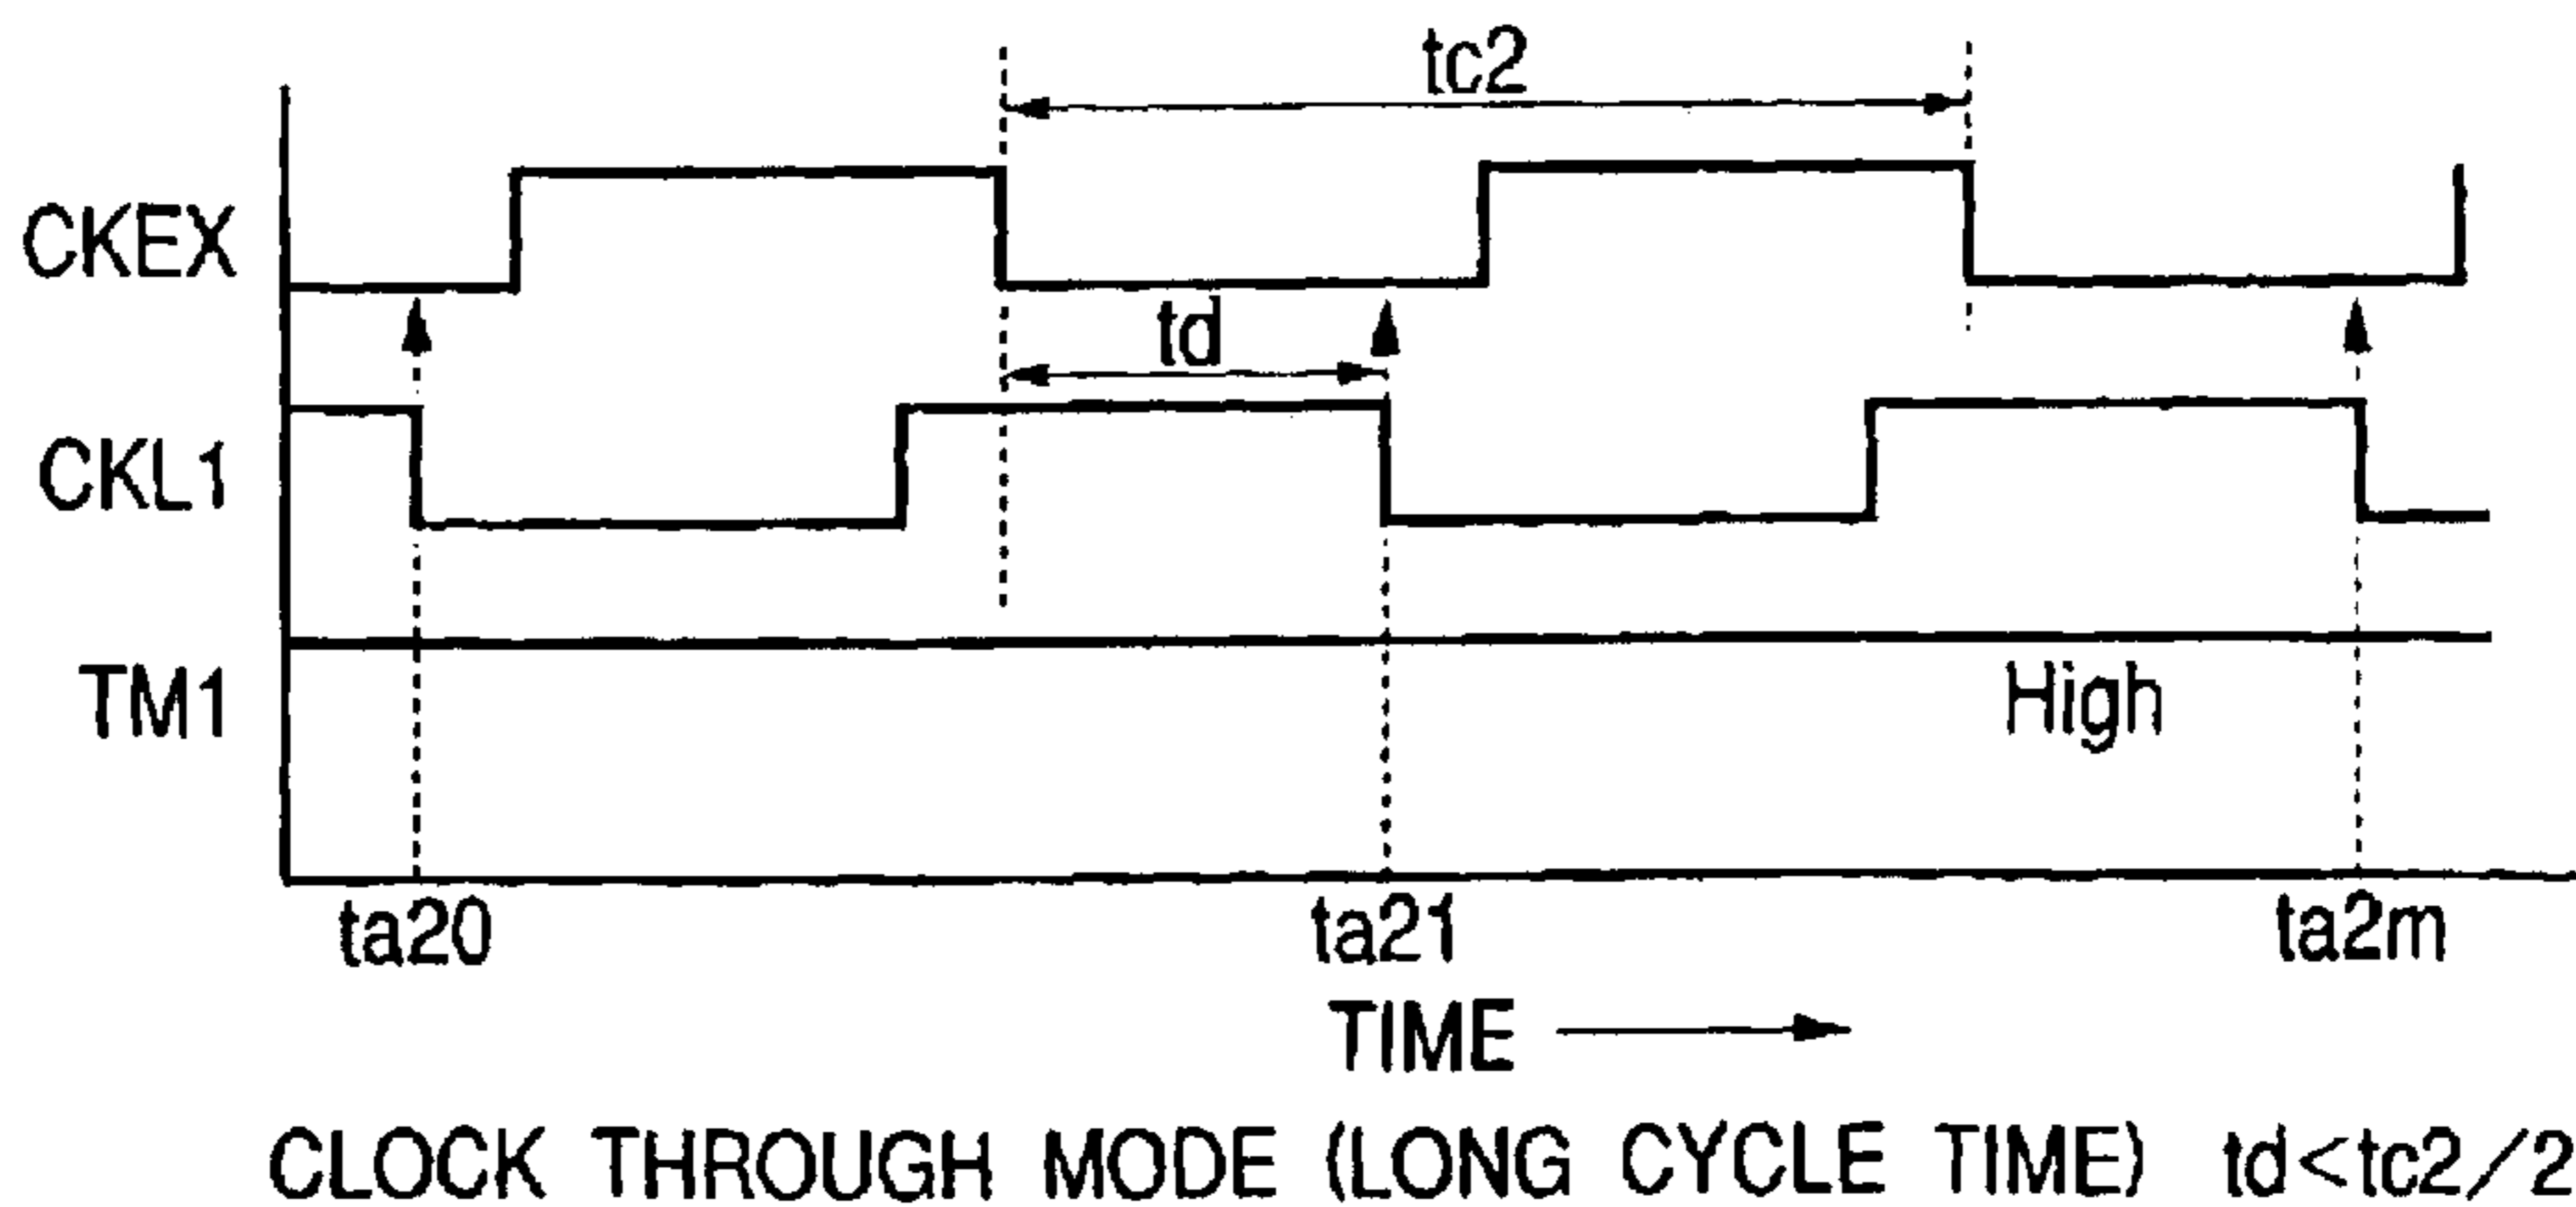 tc2
CKEX
td
CKL1
TM1
High
ta20 ta21 ta2m
TIME
CLOCK THROUGH MODE (LONG CYCLE TIME) td<tc2/2